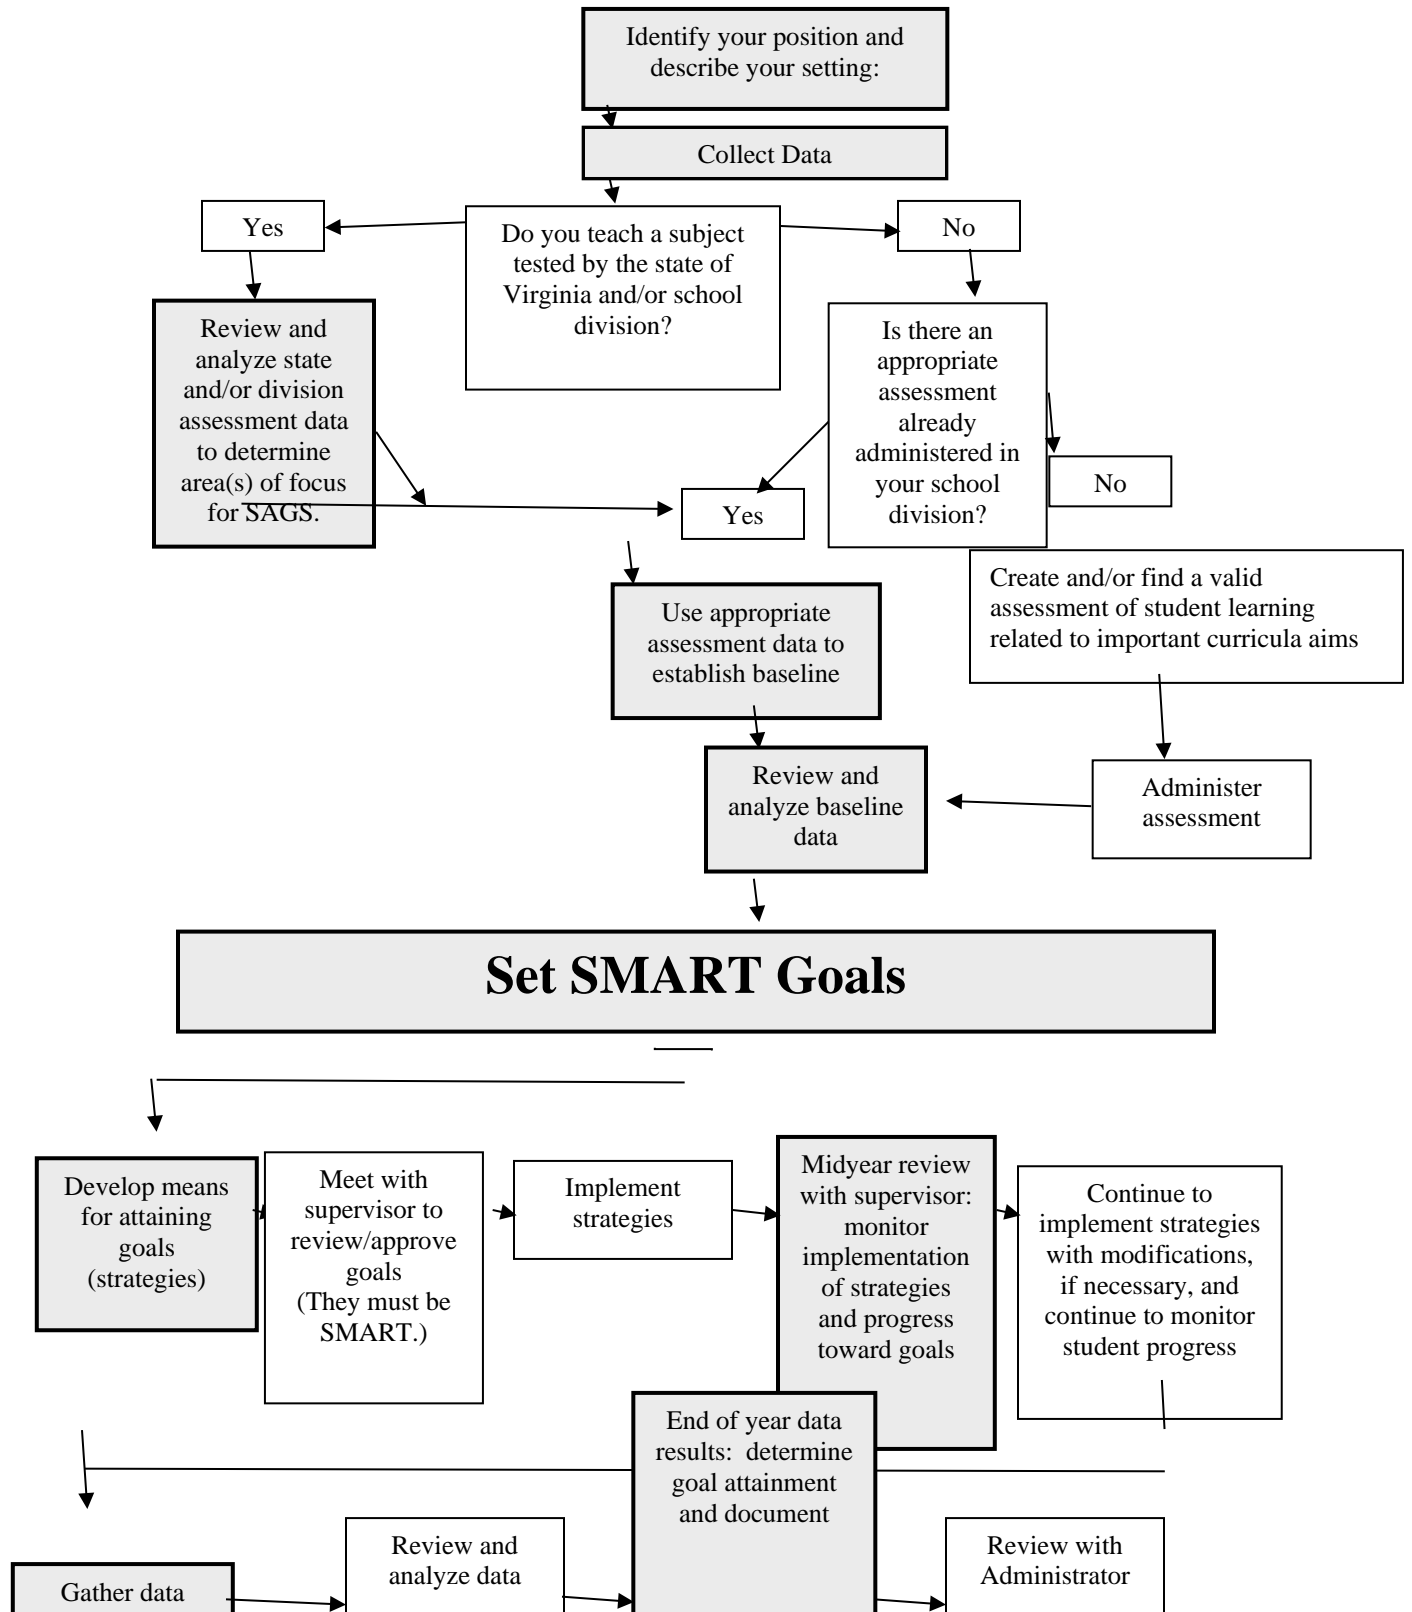 Identify your position and
describe your setting:
Collect Data
Yes
Do you teach a subject
tested by the state of
Virginia and/or school
division?
No
Review and
analyze state
and/or division
assessment data
to determine
area(s) of focus
for SAGS.
Is there an
appropriate
assessment
already
administered in
your school
division?
Yes
No
Create and/or find a valid
assessment of student learning
related to important curricula aims
Use appropriate
assessment data to
establish baseline
Review and
analyze baseline
data
Administer
assessment
Set SMART Goals
Develop means
for attaining
goals
(strategies)
Meet with
supervisor to
review/approve
goals
(They must be
SMART.)
Implement
strategies
Midyear review
with supervisor:
monitor
implementation
of strategies
and progress
toward goals
Continue to
implement strategies
with modifications,
if necessary, and
continue to monitor
student progress
Gather data
Review and
analyze data
End of year data
results:  determine
goal attainment
and document
Review with
Administrator